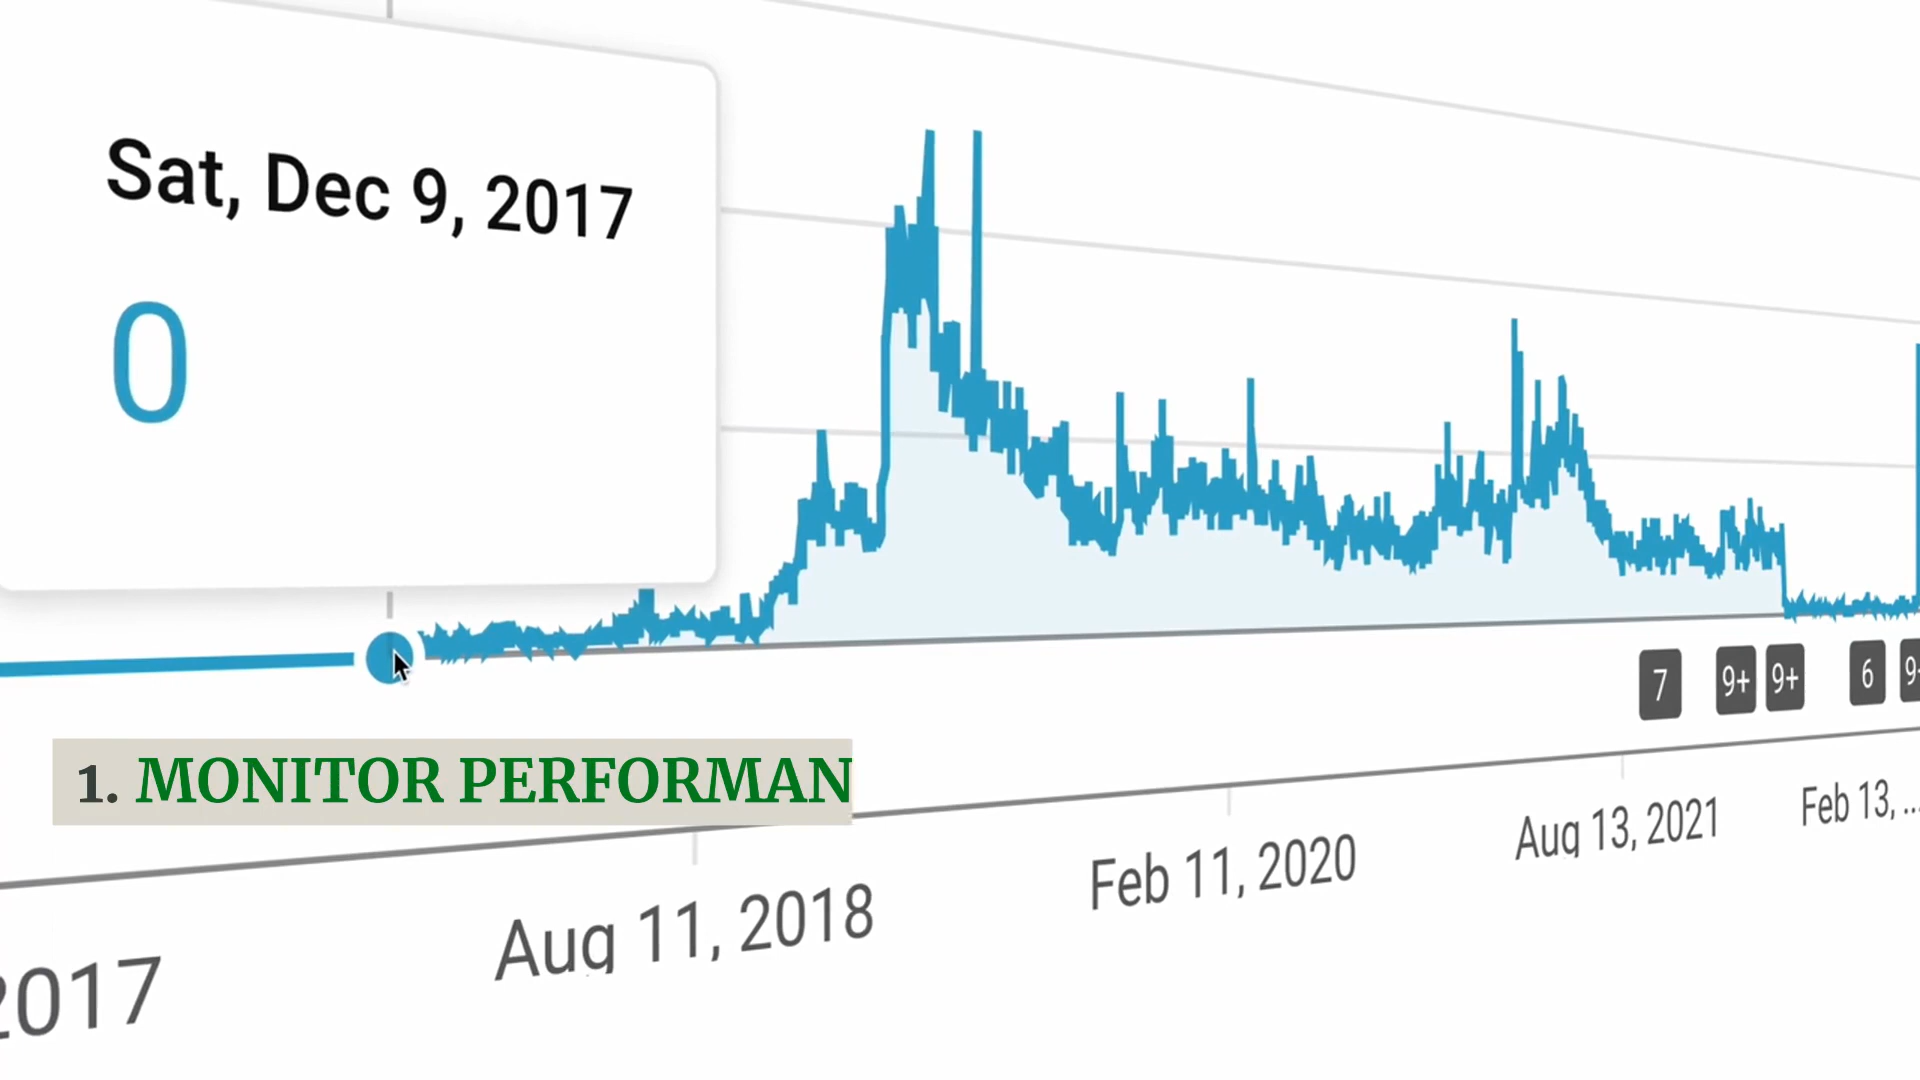 Sat, Dec 9, 2017
0
7
9+
9+
6
1. MONITOR PERFORMAN
2017
Aug 11, 2018
Feb 11, 2020
Aug 13, 2021
Feb 13, ...